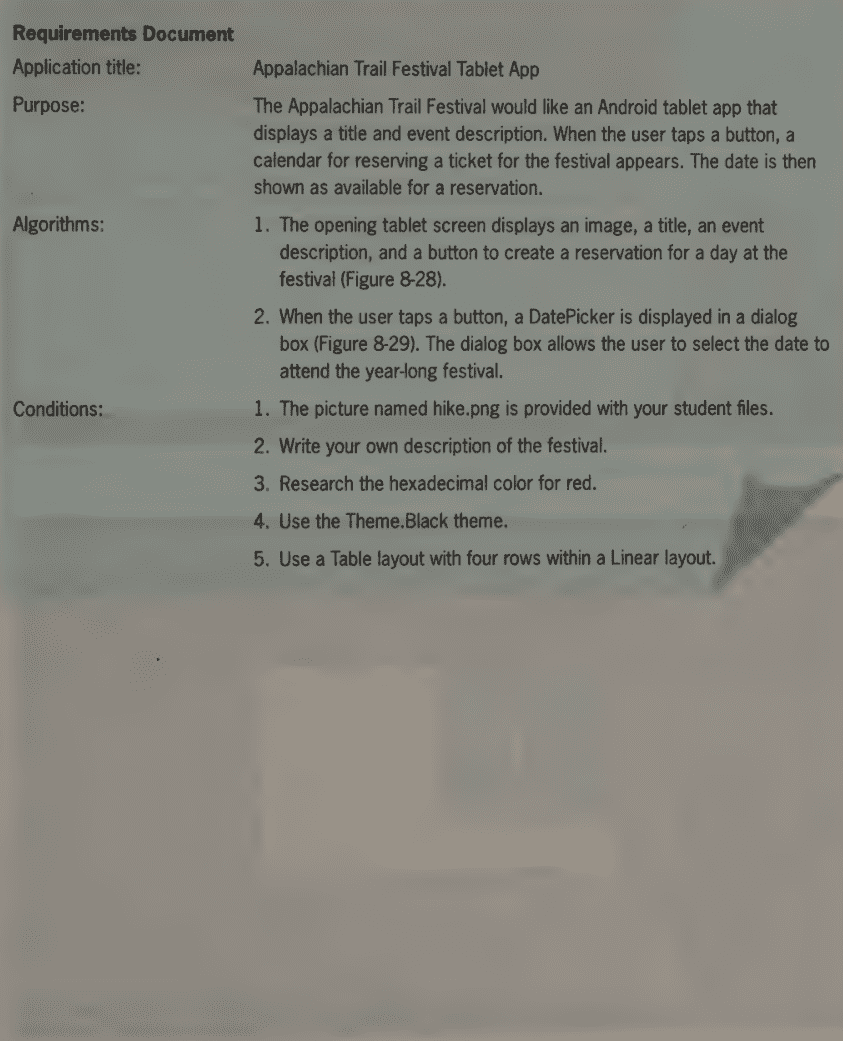 Requirements Document
Application title: Appalachian Trail Festival Tablet App
Purpose: The Appalachian Trail Festival would like an Android tablet app that
displays a title and event description. When the user taps a button, a
calendar for reserving a ticket for the festival appears. The date is then
shown as available for a reservation.
Algorithms: 1. The opening tablet screen displays an image, a title, an event
description, and a button to create a reservation for a day at the
festival (Figure 8-28).
2. When the user taps a button, a DatePicker is displayed in a dialog
box (Figure 8-29). The dialog box allows the user to select the date to
attend the year-long festival.
Conditions: 1. The picture named hike.png is provided with your student files.
2. Write your own description of the festival.
3. Research the hexadecimal color for red.
4. Use the Theme.Black theme.
5. Use a Table layout with four rows within a Linear layout.